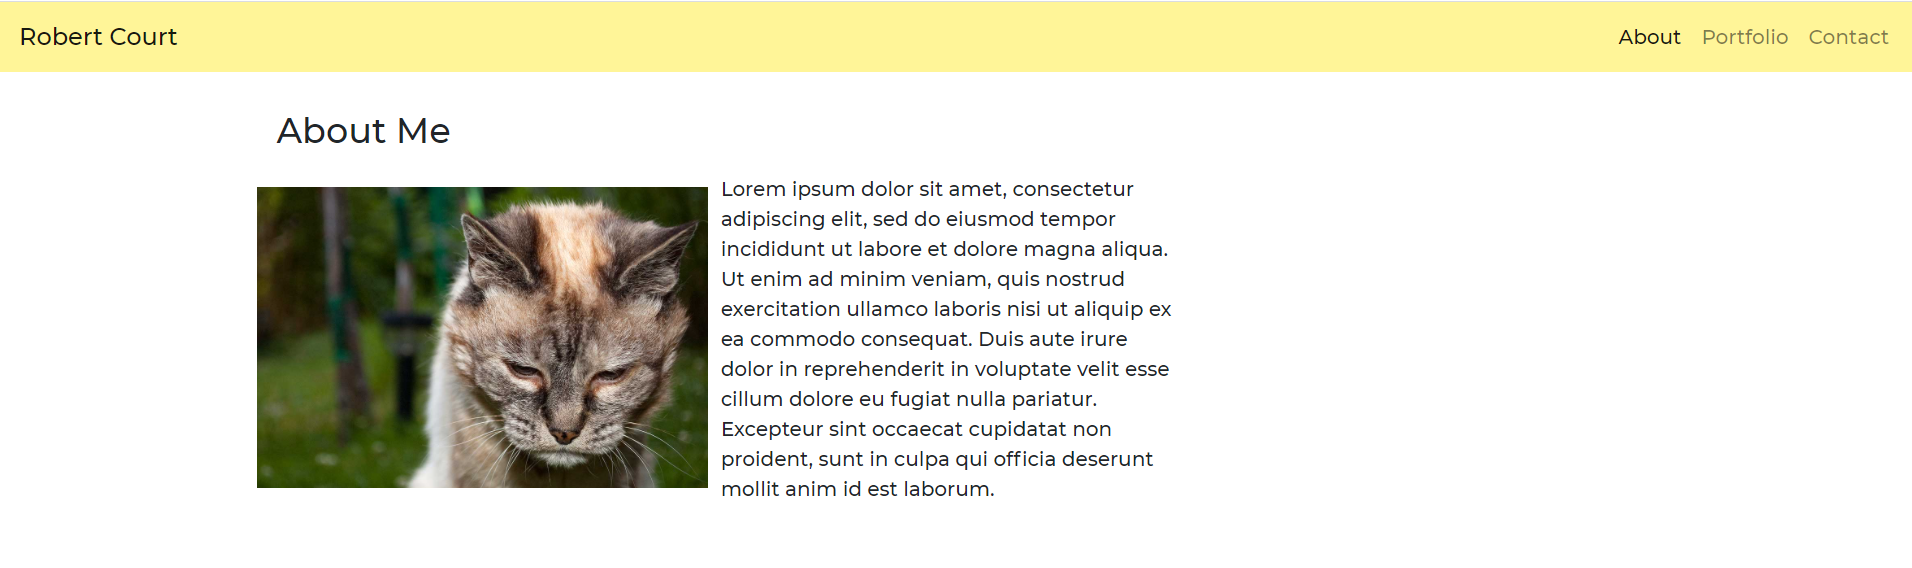 Robert Court
About Portfolio Contact
About Me
Lorem ipsum dolor sit amet, consectetur
adipiscing elit, sed do eiusmod tempor
incididunt ut labore et dolore magna aliqua.
Ut enim ad minim veniam, quis nostrud
exercitation ullamco laboris nisi ut aliquip ex
ea commodo consequat. Duis aute irure
dolor in reprehenderit in voluptate velit esse
cillum dolore eu fugiat nulla pariatur.
Excepteur sint occaecat cupidatat non
proident, sunt in culpa qui officia deserunt
mollit anim id est laborum.